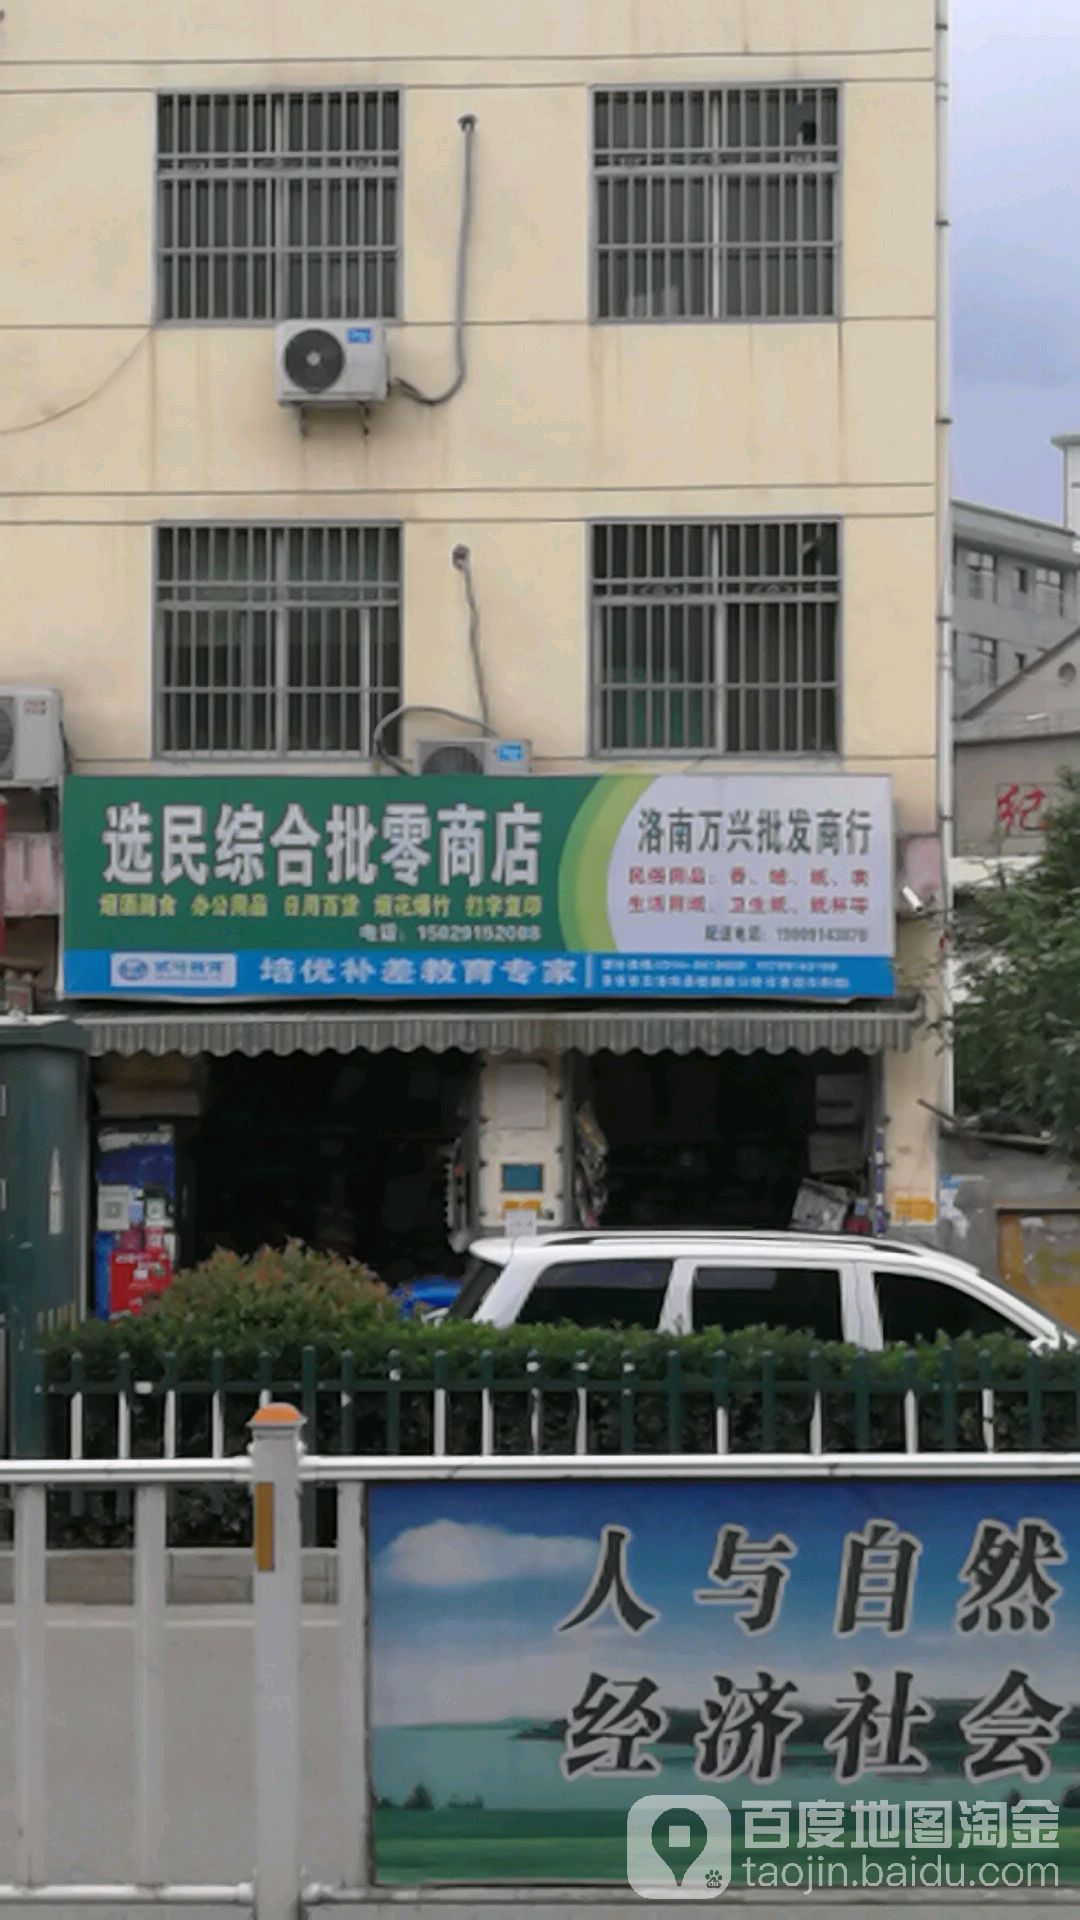 选民综合批零商店
烟酒副食 办公用品 日用百货 烟花爆竹 打字复印
电话：15829152088
洛南万兴批发商行
民俗用品：香、蜡、纸、表
生活用纸、卫生纸、纸杯等
配送电话：
培优补差教育专家
纪
人与自然
经济社会
百度地图淘金
taojin.baidu.com